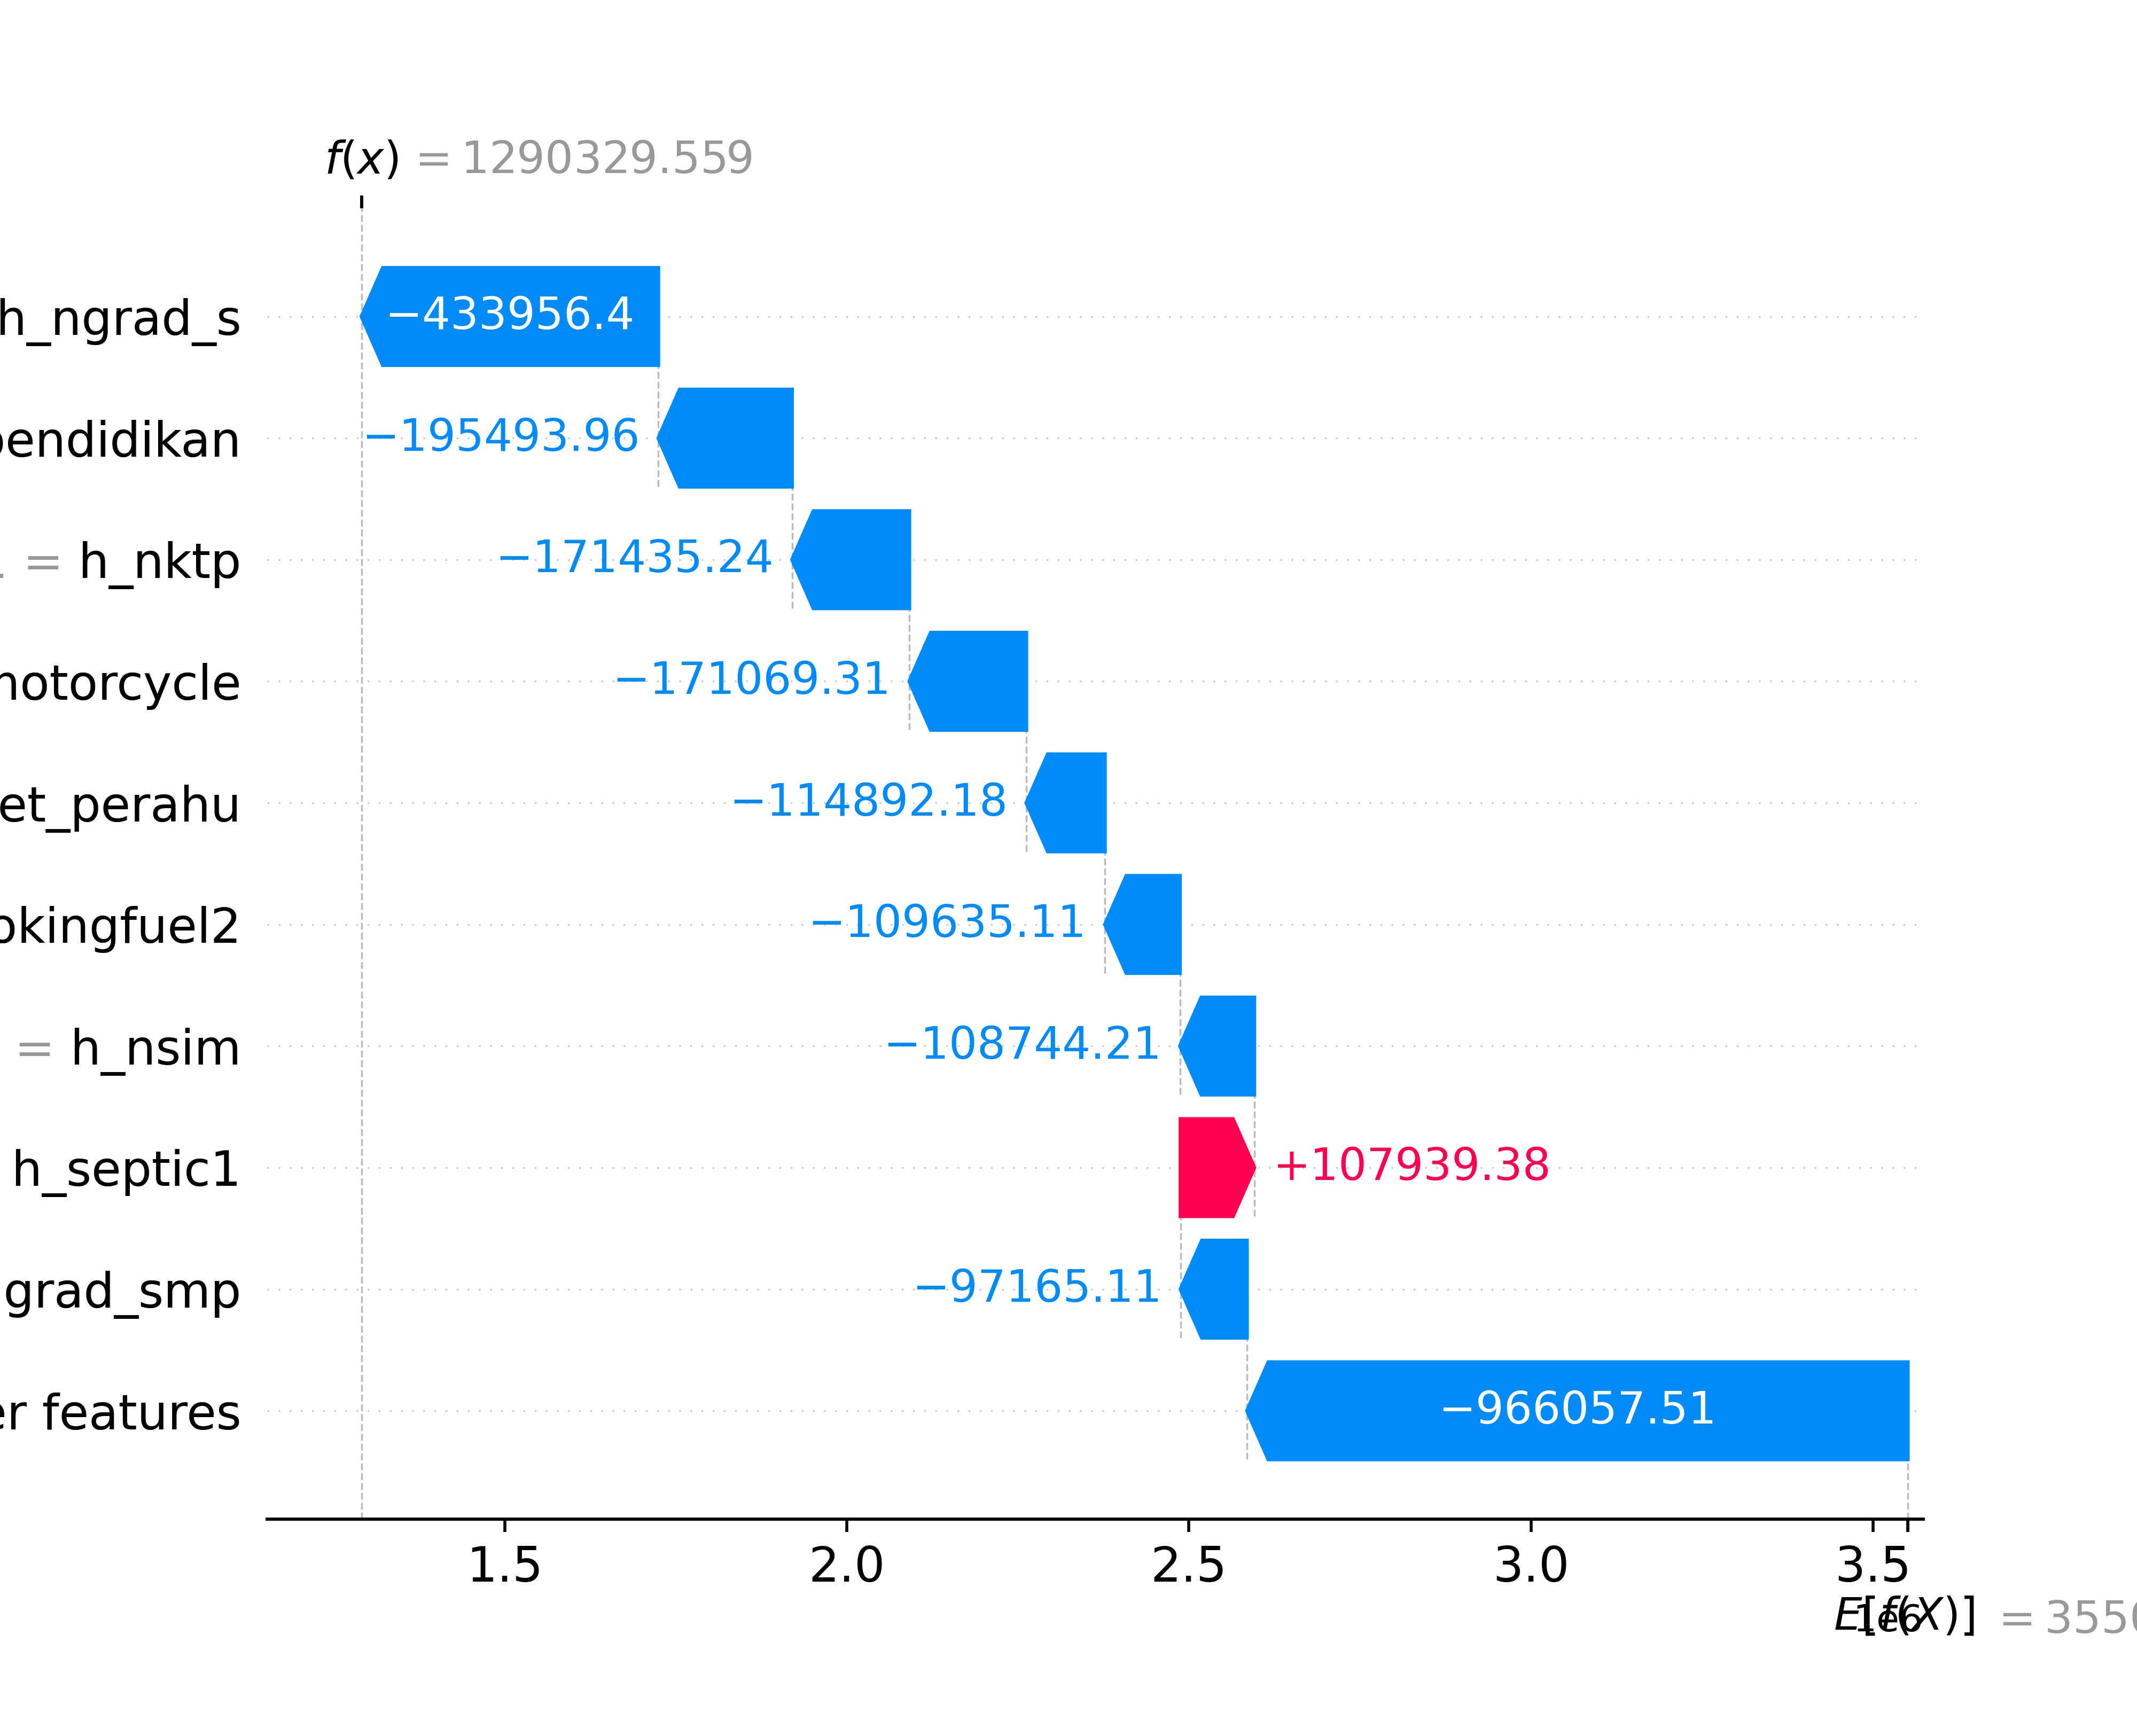 f(x) = 1290329.559
h_ngrad_s −433956.4
pendidikan −195493.96
= h_nktp −171435.24
motorcycle −171069.31
et_perahu −114892.18
okingfuel2 −109635.11
= h_nsim −108744.21
h_septic1 +107939.38
grad_smp −97165.11
er features −966057.51
1.5 2.0 2.5 3.0 3.5
1e6
E[f(X)] = 3550